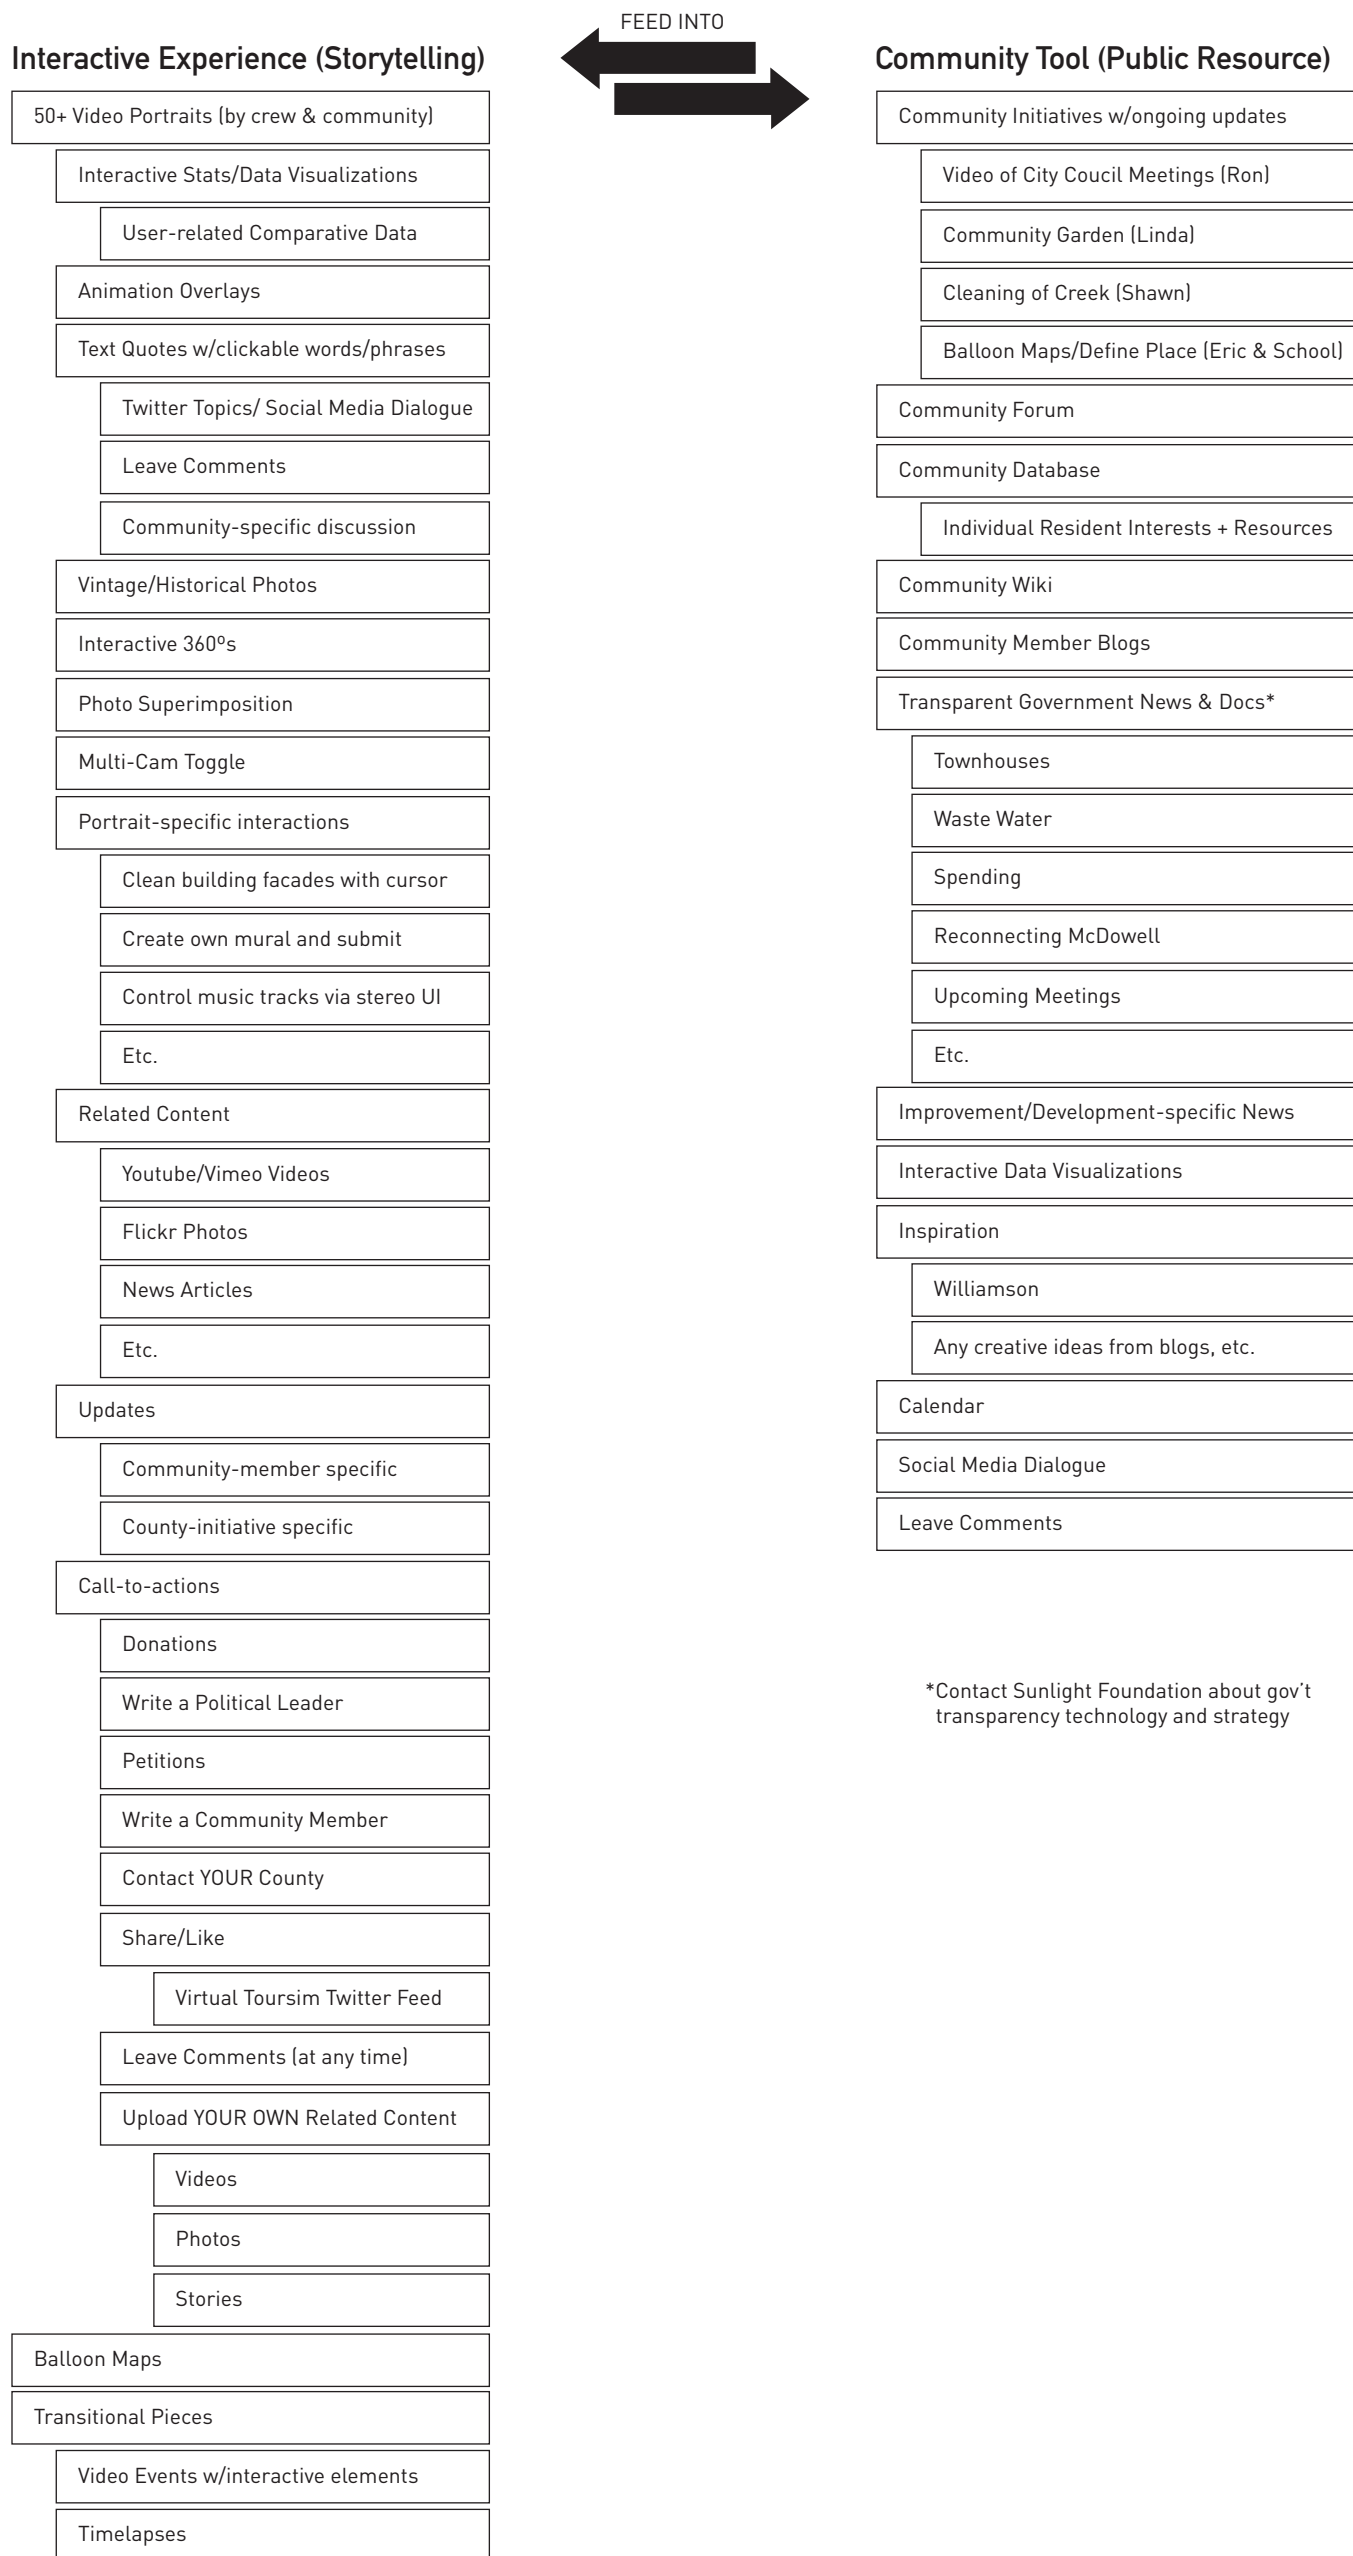 FEED INTO
Interactive Experience (Storytelling)
50+ Video Portraits (by crew & community)
Interactive Stats/Data Visualizations
User-related Comparative Data
Animation Overlays
Text Quotes w/clickable words/phrases
Twitter Topics/ Social Media Dialogue
Leave Comments
Community-specific discussion
Vintage/Historical Photos
Interactive 360ºs
Photo Superimposition
Multi-Cam Toggle
Portrait-specific interactions
Clean building facades with cursor
Create own mural and submit
Control music tracks via stereo UI
Etc.
Related Content
Youtube/Vimeo Videos
Flickr Photos
News Articles
Etc.
Updates
Community-member specific
County-initiative specific
Call-to-actions
Donations
Write a Political Leader
Petitions
Write a Community Member
Contact YOUR County
Share/Like
Virtual Toursim Twitter Feed
Leave Comments (at any time)
Upload YOUR OWN Related Content
Videos
Photos
Stories
Balloon Maps
Transitional Pieces
Video Events w/interactive elements
Timelapses
Community Tool (Public Resource)
Community Initiatives w/ongoing updates
Video of City Coucil Meetings (Ron)
Community Garden (Linda)
Cleaning of Creek (Shawn)
Balloon Maps/Define Place (Eric & School)
Community Forum
Community Database
Individual Resident Interests + Resources
Community Wiki
Community Member Blogs
Transparent Government News & Docs*
Townhouses
Waste Water
Spending
Reconnecting McDowell
Upcoming Meetings
Etc.
Improvement/Development-specific News
Interactive Data Visualizations
Inspiration
Williamson
Any creative ideas from blogs, etc.
Calendar
Social Media Dialogue
Leave Comments
*Contact Sunlight Foundation about gov't
transparency technology and strategy